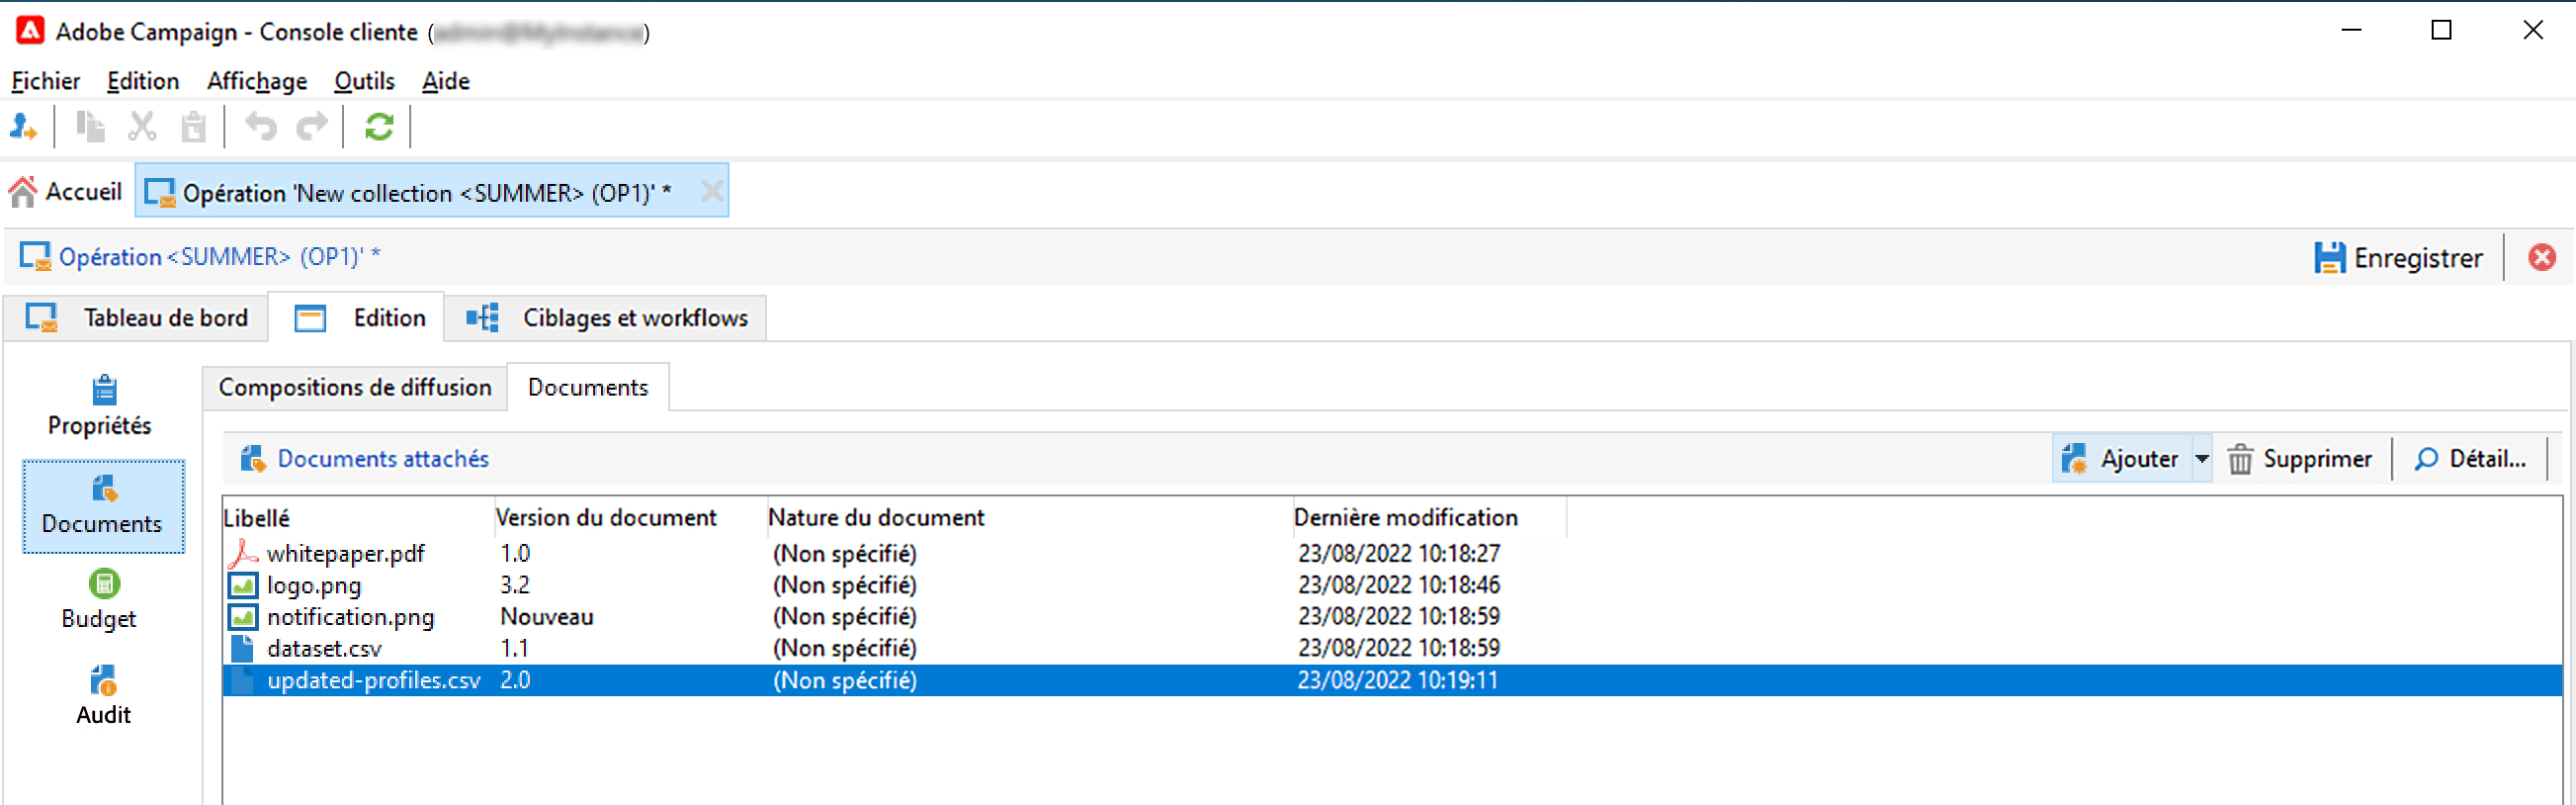 Adobe Campaign - Console cliente ( )
Fichier Edition Affichage Outils Aide
Accueil Opération 'New collection <SUMMER> (OP1)' *
Opération <SUMMER> (OP1)' * Enregistrer
Tableau de bord Edition Ciblages et workflows
Compositions de diffusion Documents
Propriétés
Documents
Budget
Audit
Documents attachés Ajouter Supprimer Détail...
Libellé Version du document Nature du document Dernière modification
whitepaper.pdf 1.0 (Non spécifié) 23/08/2022 10:18:27
logo.png 3.2 (Non spécifié) 23/08/2022 10:18:46
notification.png Nouveau (Non spécifié) 23/08/2022 10:18:59
dataset.csv 1.1 (Non spécifié) 23/08/2022 10:18:59
updated-profiles.csv 2.0 (Non spécifié) 23/08/2022 10:19:11